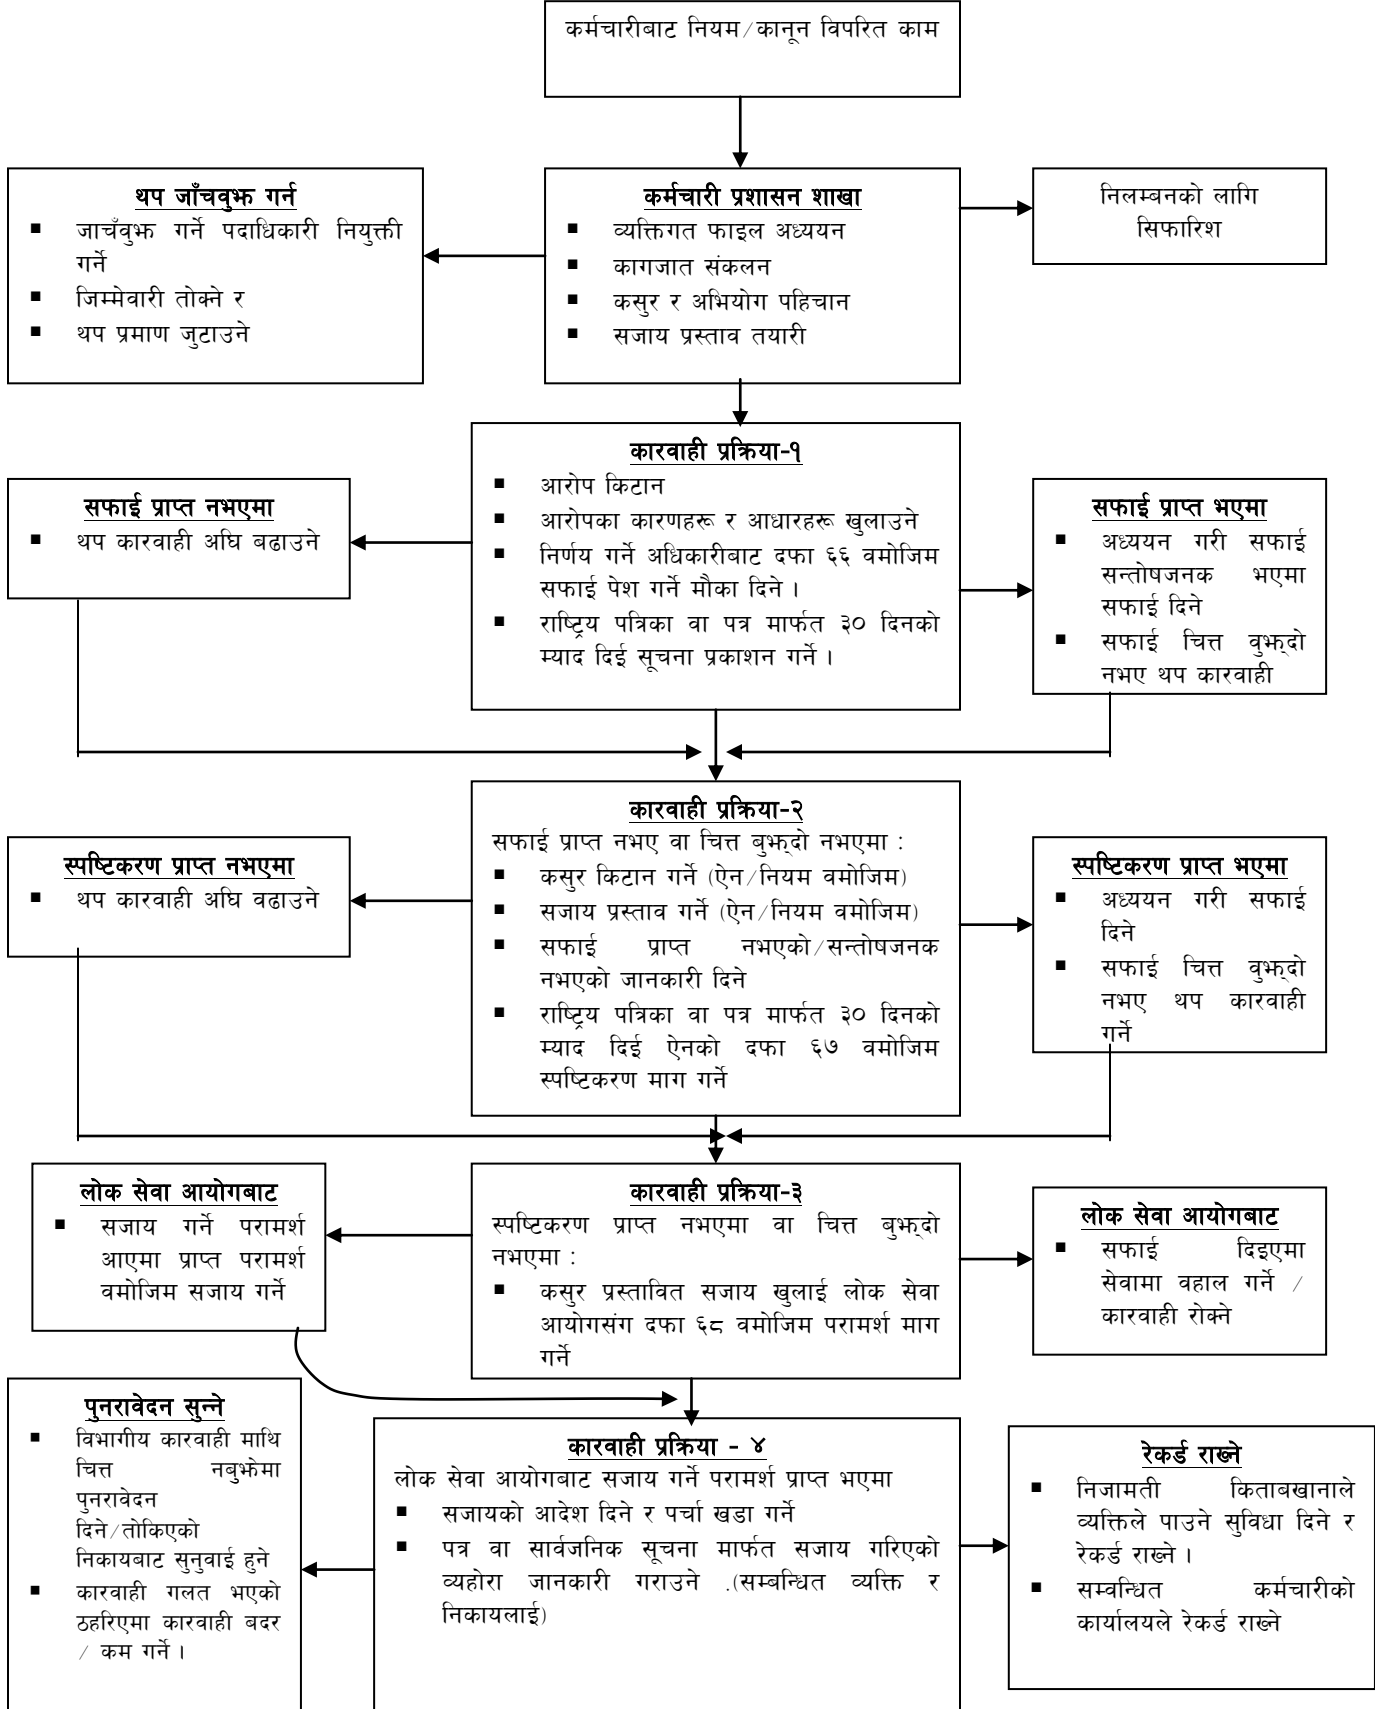 कर्मचारीबाट नियम/कानून विपरित काम
थप जाँचवुझ गर्न
▪ जाचँवुझ गर्ने पदाधिकारी नियुक्ती
गर्ने
▪ जिम्मेवारी तोक्ने र
▪ थप प्रमाण जुटाउने
कर्मचारी प्रशासन शाखा
▪ व्यक्तिगत फाइल अध्ययन
▪ कागजात संकलन
▪ कसुर र अभियोग पहिचान
▪ सजाय प्रस्ताव तयारी
निलम्बनको लागि
सिफारिश
कारवाही प्रक्रिया-१
▪ आरोप किटान
▪ आरोपका कारणहरू र आधारहरू खुलाउने
▪ निर्णय गर्ने अधिकारीबाट दफा ६६ वमोजिम
सफाई पेश गर्ने मौका दिने ।
▪ राष्ट्रिय पत्रिका वा पत्र मार्फत ३० दिनको
म्याद दिई सूचना प्रकाशन गर्ने ।
सफाई प्राप्त नभएमा
▪ थप कारवाही अघि बढाउने
सफाई प्राप्त भएमा
▪ अध्ययन गरी सफाई
सन्तोषजनक भएमा
सफाई दिने
▪ सफाई चित्त वुझ्दो
नभए थप कारवाही
कारवाही प्रक्रिया-२
सफाई प्राप्त नभए वा चित्त बुझ्दो नभएमा :
▪ कसुर किटान गर्ने (ऐन/नियम वमोजिम)
▪ सजाय प्रस्ताव गर्ने (ऐन/नियम वमोजिम)
▪ सफाई प्राप्त नभएको/सन्तोषजनक
नभएको जानकारी दिने
▪ राष्ट्रिय पत्रिका वा पत्र मार्फत ३० दिनको
म्याद दिई ऐनको दफा ६७ वमोजिम
स्पष्टिकरण माग गर्ने
स्पष्टिकरण प्राप्त नभएमा
▪ थप कारवाही अघि वढाउने
स्पष्टिकरण प्राप्त भएमा
▪ अध्ययन गरी सफाई
दिने
▪ सफाई चित्त वुझ्दो
नभए थप कारवाही
गर्ने
लोक सेवा आयोगबाट
▪ सजाय गर्ने परामर्श
आएमा प्राप्त परामर्श
वमोजिम सजाय गर्ने
कारवाही प्रक्रिया-३
स्पष्टिकरण प्राप्त नभएमा वा चित्त बुझ्दो
नभएमा :
▪ कसुर प्रस्तावित सजाय खुलाई लोक सेवा
आयोगसंग दफा ६८ वमोजिम परामर्श माग
गर्ने
लोक सेवा आयोगबाट
▪ सफाई दिइएमा
सेवामा वहाल गर्ने /
कारवाही रोक्ने
पुनरावेदन सुन्ने
▪ विभागीय कारवाही माथि
चित्त नबुझेमा
पुनरावेदन
दिने/तोकिएको
निकायबाट सुनुवाई हुने
▪ कारवाही गलत भएको
ठहरिएमा कारवाही बदर
/ कम गर्ने ।
कारवाही प्रक्रिया - ४
लोक सेवा आयोगबाट सजाय गर्ने परामर्श प्राप्त भएमा
▪ सजायको आदेश दिने र पर्चा खडा गर्ने
▪ पत्र वा सार्वजनिक सूचना मार्फत सजाय गरिएको
व्यहोरा जानकारी गराउने .(सम्बन्धित व्यक्ति र
निकायलाई)
रेकर्ड राख्ने
▪ निजामती किताबखानाले
व्यक्तिले पाउने सुविधा दिने र
रेकर्ड राख्ने ।
▪ सम्वन्धित कर्मचारीको
कार्यालयले रेकर्ड राख्ने